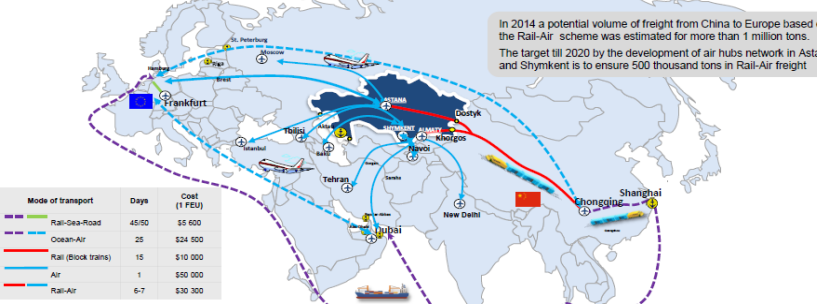 In 2014 a potential volume of freight from China to Europe based
the Rail-Air scheme was estimated for more than 1 million tons.
The target till 2020 by the development of air hubs network in Asta
and Shymkent is to ensure 500 thousand tons in Rail-Air freight
St. Peterburg
Moscow
Riga
Hamburg
Brest
Frankfurt
ASTANA
Dostyk
Aktau
SHYMKENT
ALMATY
Khorgos
Tbilisi
Istanbul
Baku
Navoi
Tehran
New Delhi
Chongqing
Shanghai
Dubai
Mode of transport Days Cost
(1 FEU)
Rail-Sea-Road 45/50 $5 600
Ocean-Air 25 $24 500
Rail (Block trains) 15 $10 000
Air 1 $50 000
Rail-Air 6-7 $30 300